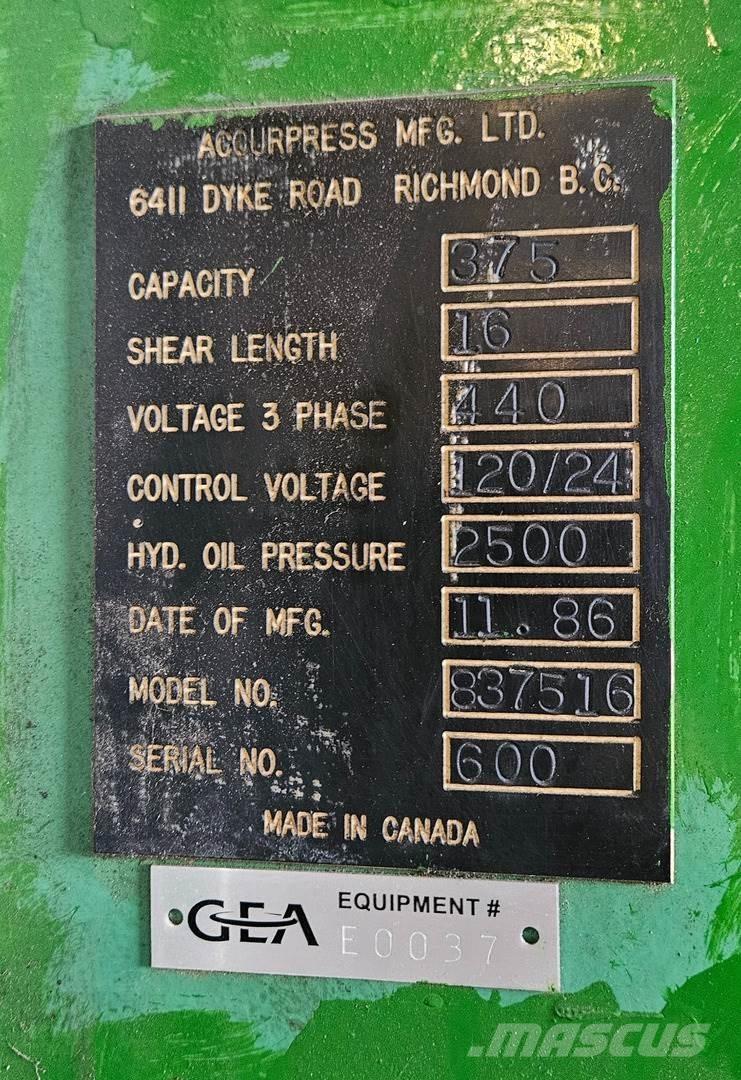 ACCURPRESS MFG. LTD.
6411 DYKE ROAD RICHMOND B.C.
CAPACITY 375
SHEAR LENGTH 16
VOLTAGE 3 PHASE 440
CONTROL VOLTAGE 120/24
HYD. OIL PRESSURE 2500
DATE OF MFG. 11.86
MODEL NO. 837516
SERIAL NO. 600
MADE IN CANADA
GEA EQUIPMENT #
E0037
.mascus